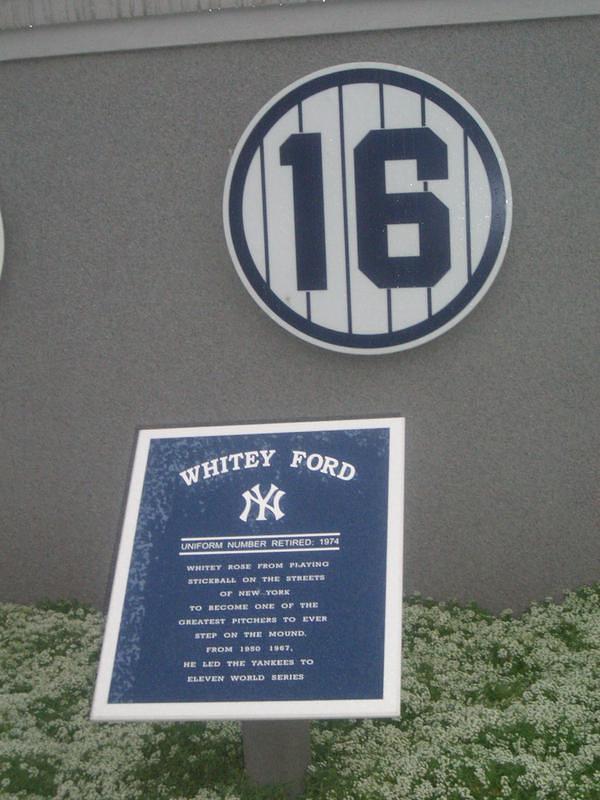 16
WHITEY FORD
NY
UNIFORM NUMBER RETIRED: 1974
WHITEY ROSE FROM PLAYING
STICKBALL ON THE STREETS
OF NEW YORK
TO BECOME ONE OF THE
GREATEST PITCHERS TO EVER
STEP ON THE MOUND.
FROM 1950 1967,
HE LED THE YANKEES TO
ELEVEN WORLD SERIES